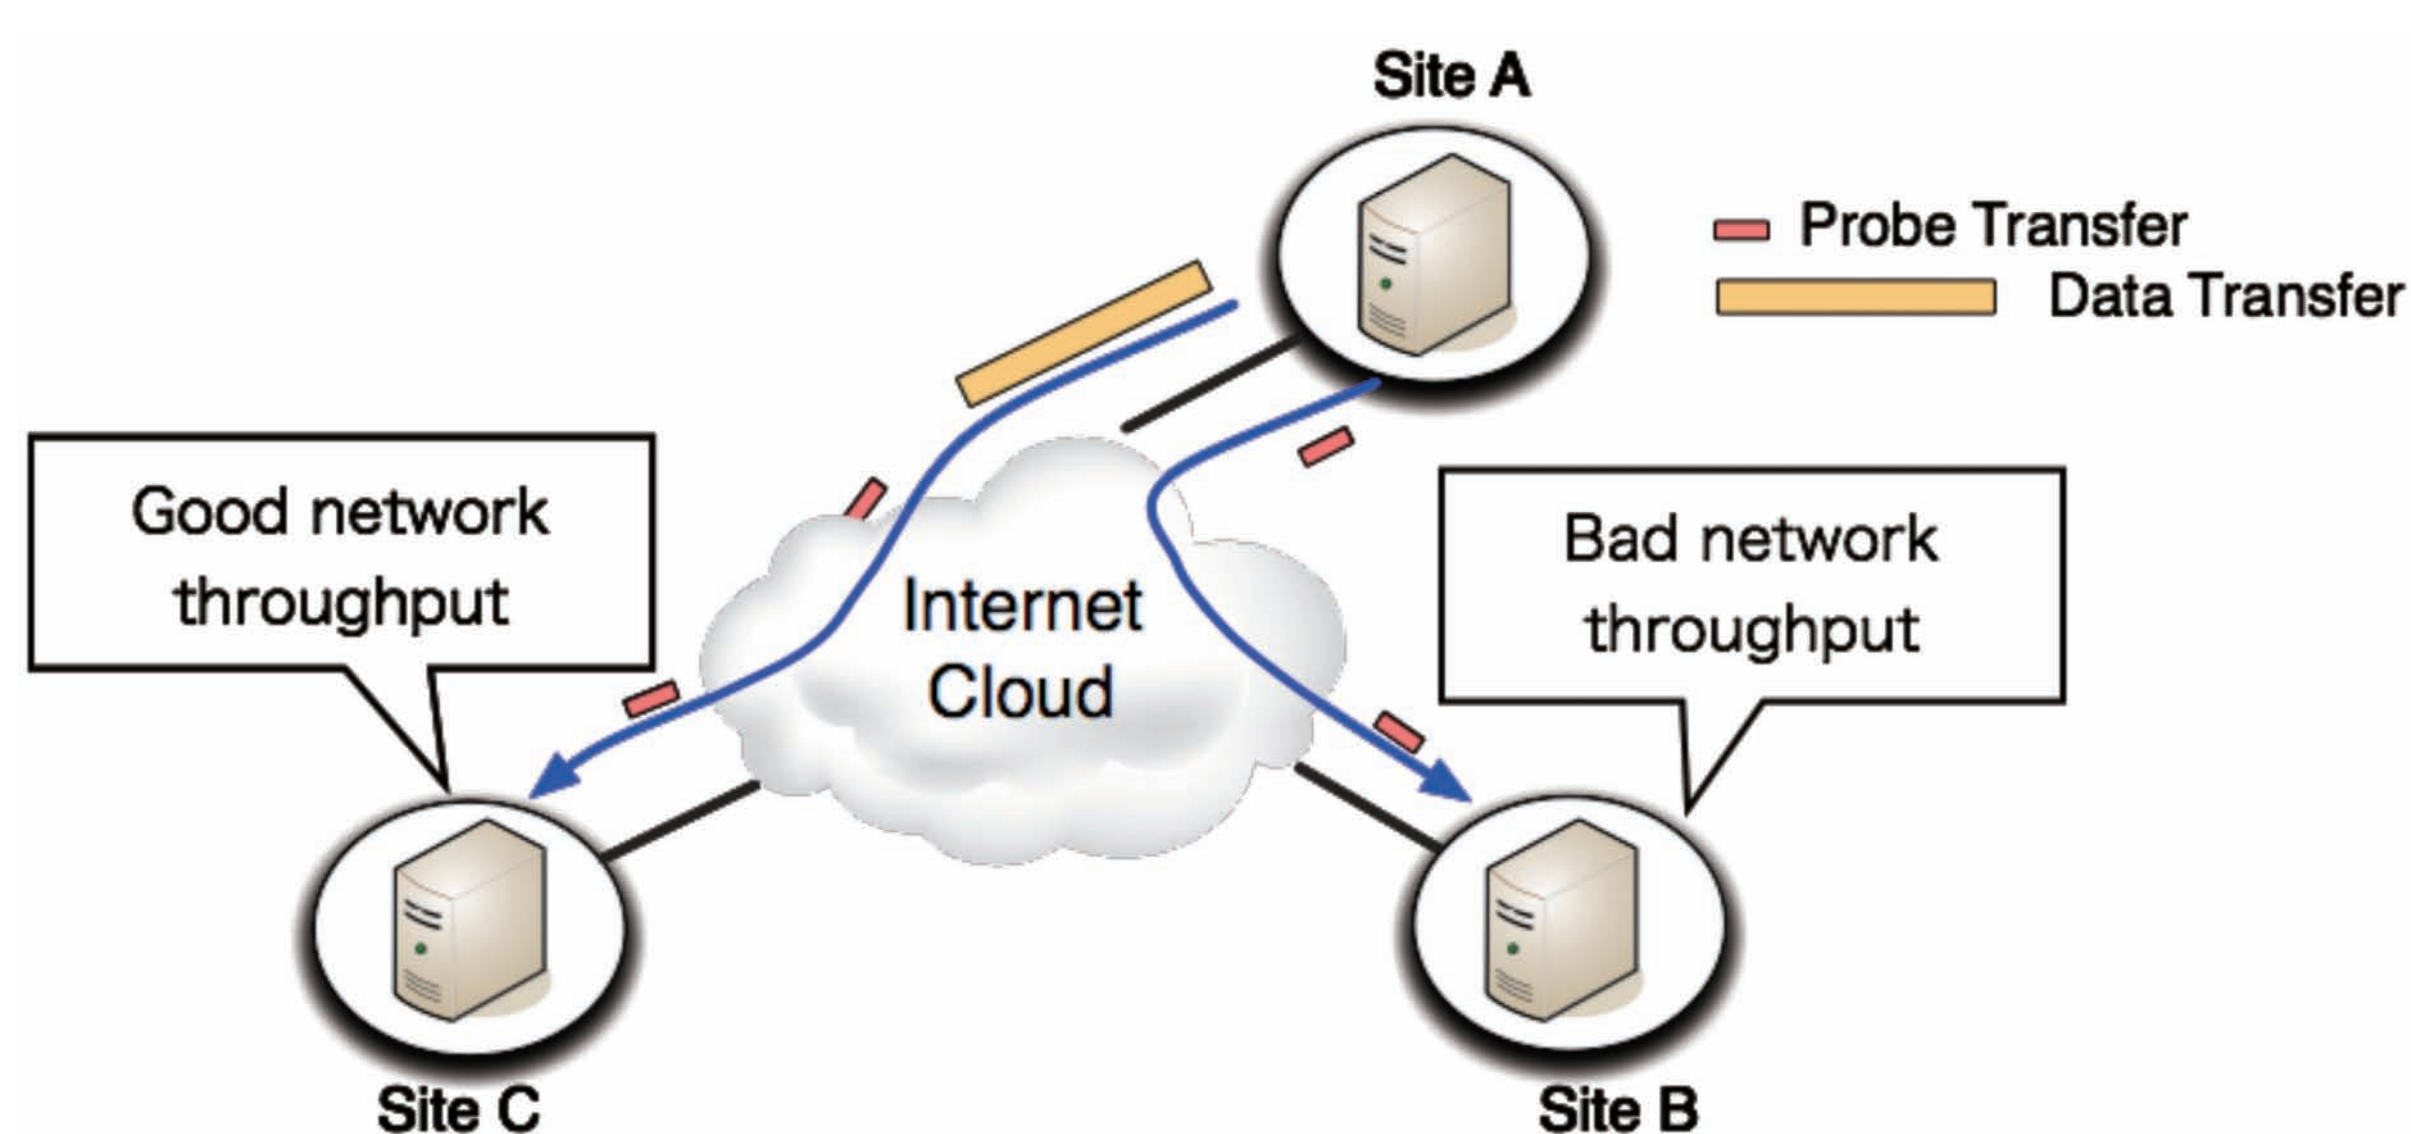 Site A
Probe Transfer
Data Transfer
Good network
throughput
Bad network
throughput
Internet
Cloud
Site C
Site B